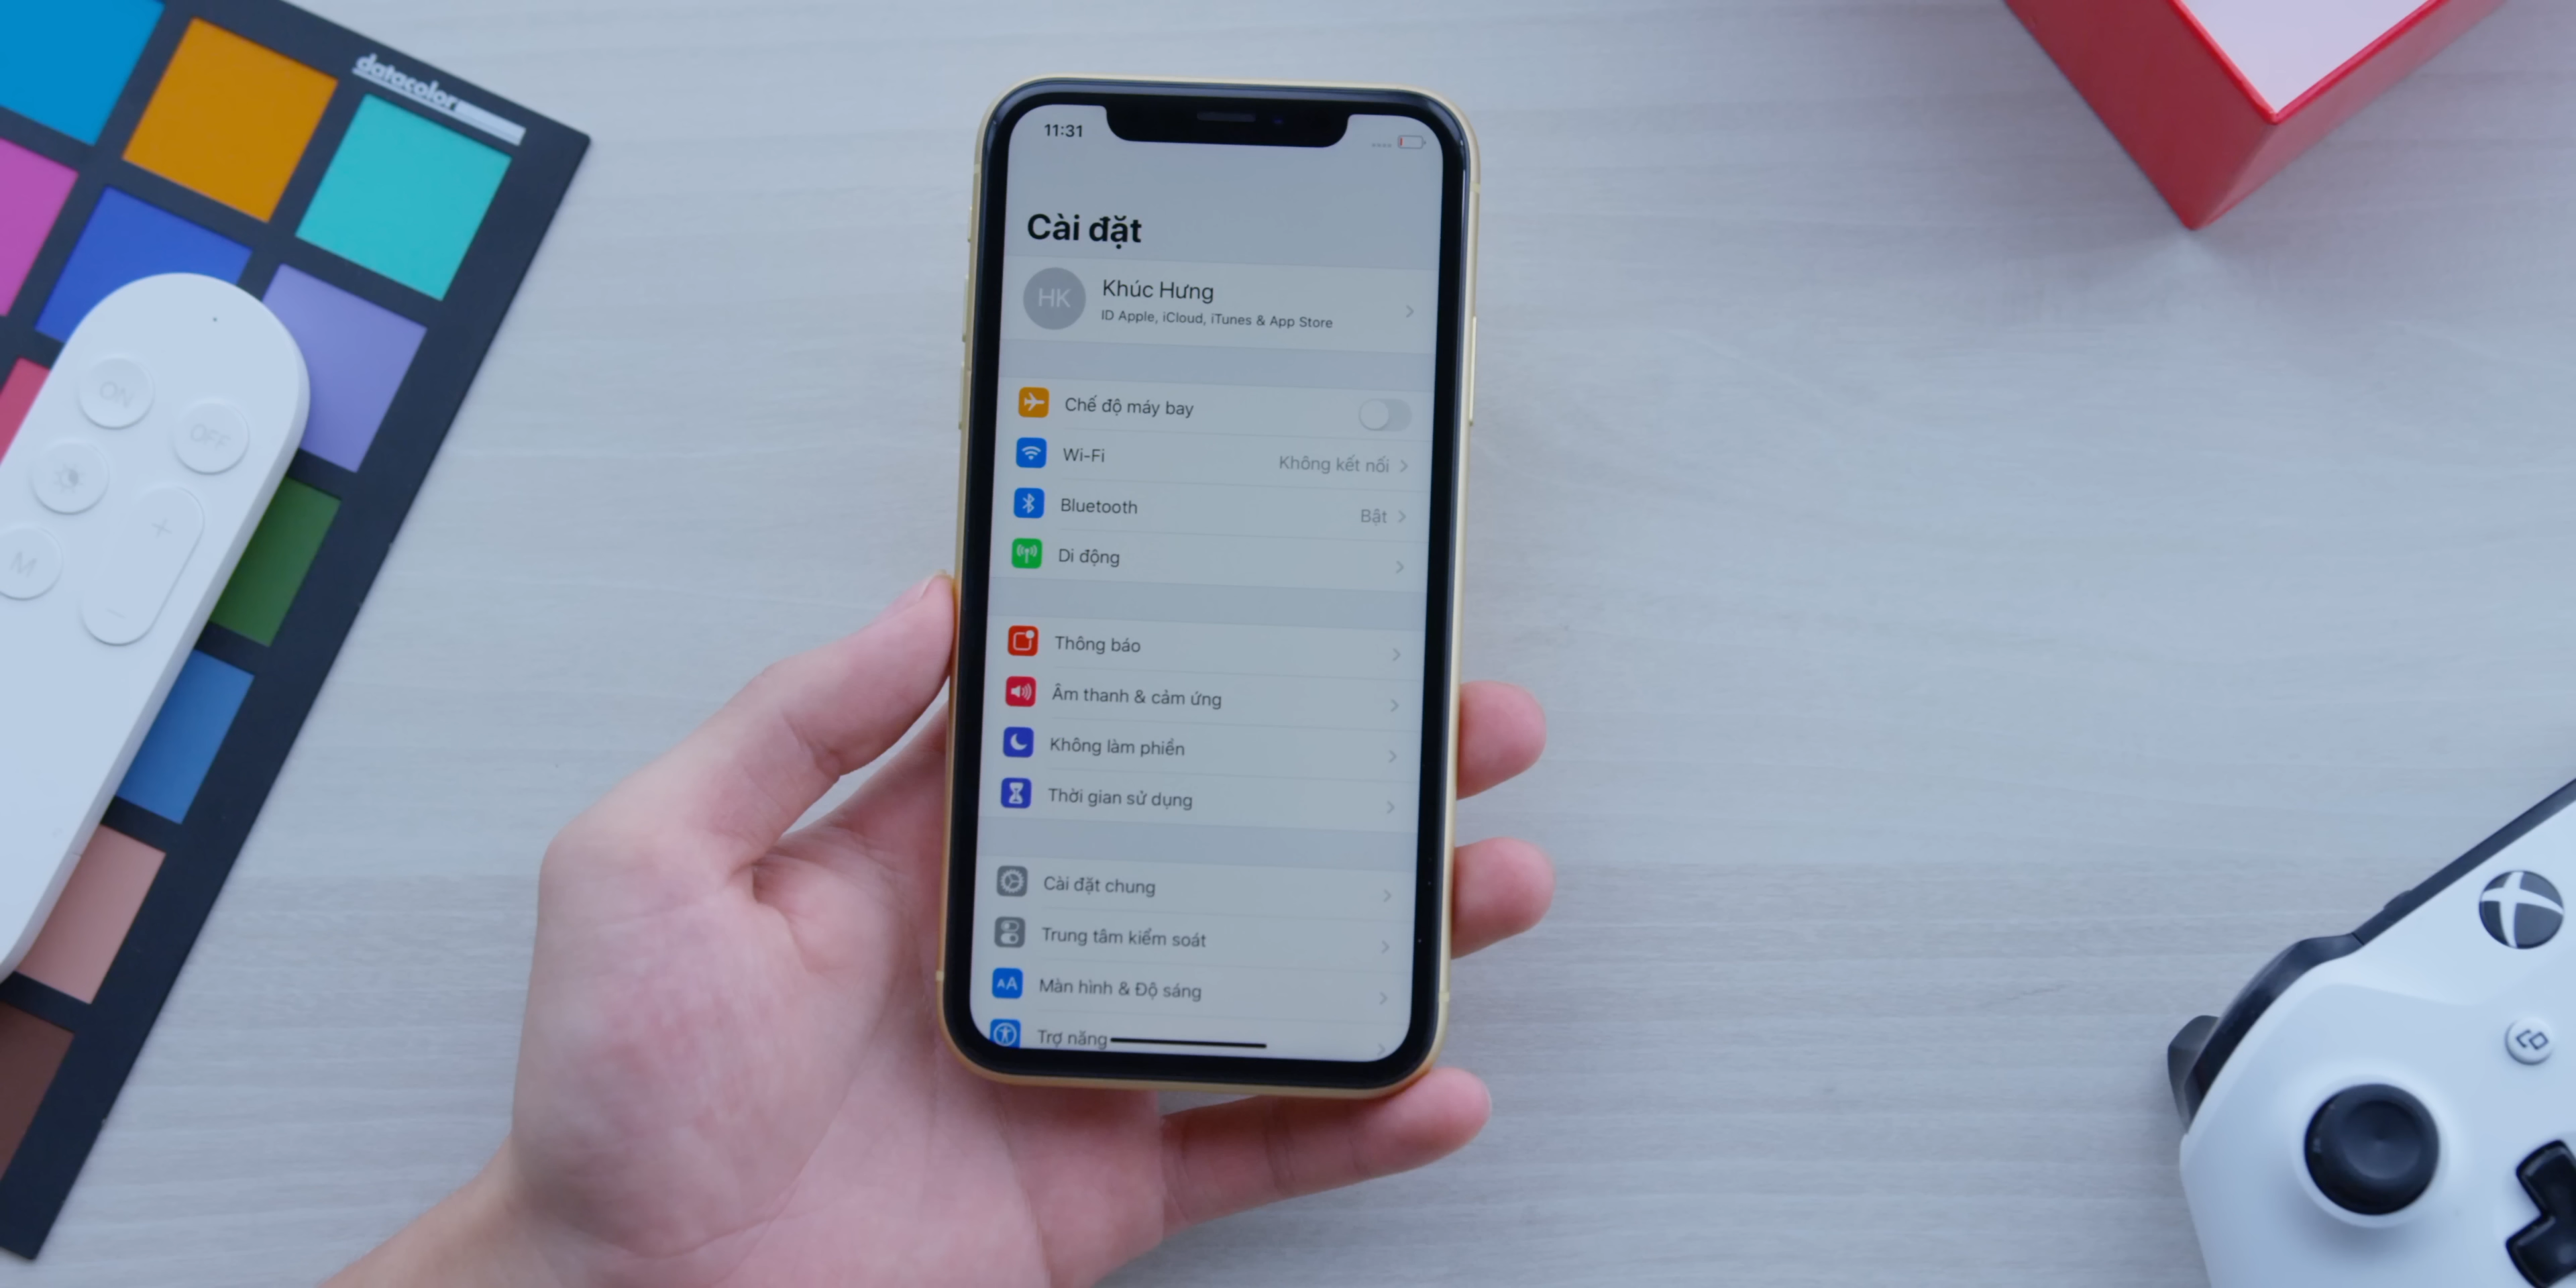 datacolor
ON
OFF
M
11:31
Cài đặt
HK
Khúc Hưng
ID Apple, iCloud, iTunes & App Store
Chế độ máy bay
Wi-Fi
Không kết nối
Bluetooth
Bật
Di động
Thông báo
Âm thanh & cảm ứng
Không làm phiền
Thời gian sử dụng
Cài đặt chung
Trung tâm kiểm soát
AA
Màn hình & Độ sáng
Trợ năng